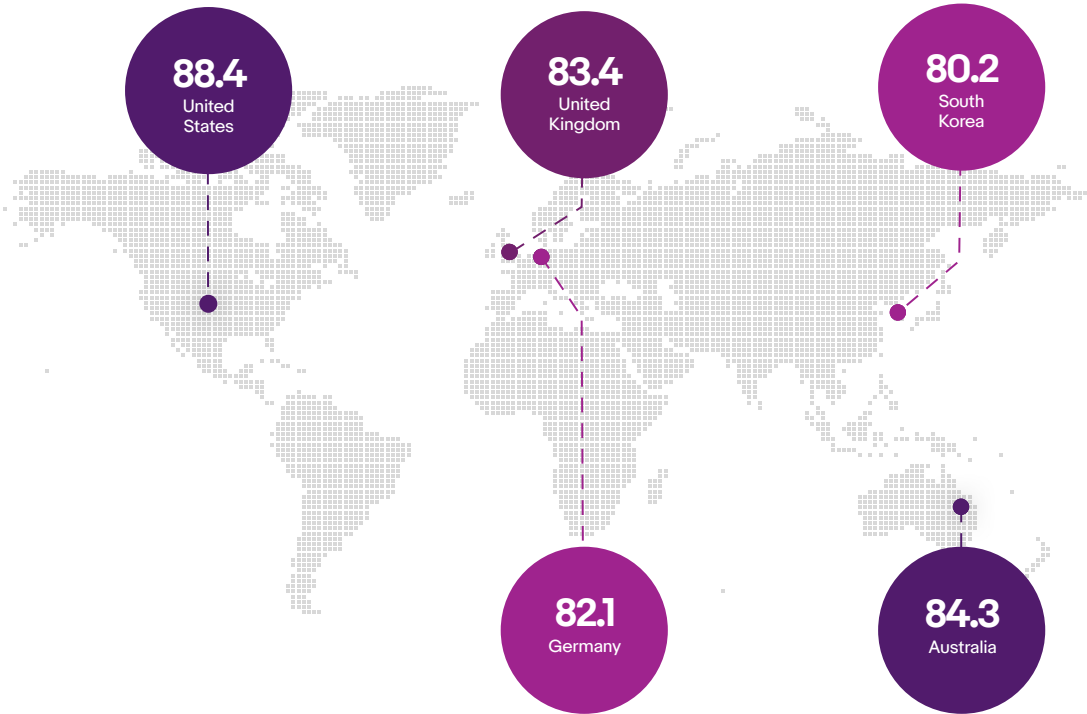 88.4
United
States
83.4
United
Kingdom
80.2
South
Korea
82.1
Germany
84.3
Australia